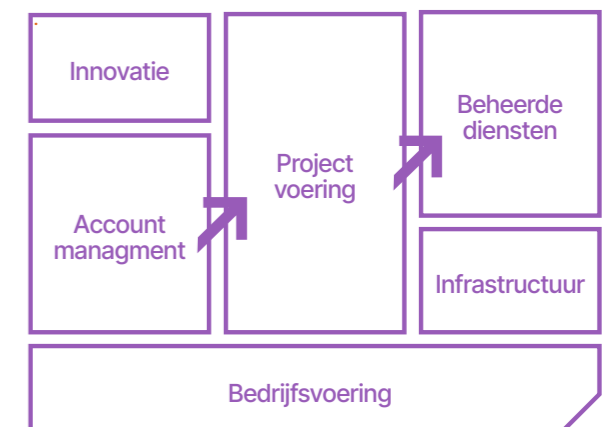 Innovatie
Account
managment
Project
voering
Beheerde
diensten
Infrastructuur
Bedrijfsvoering